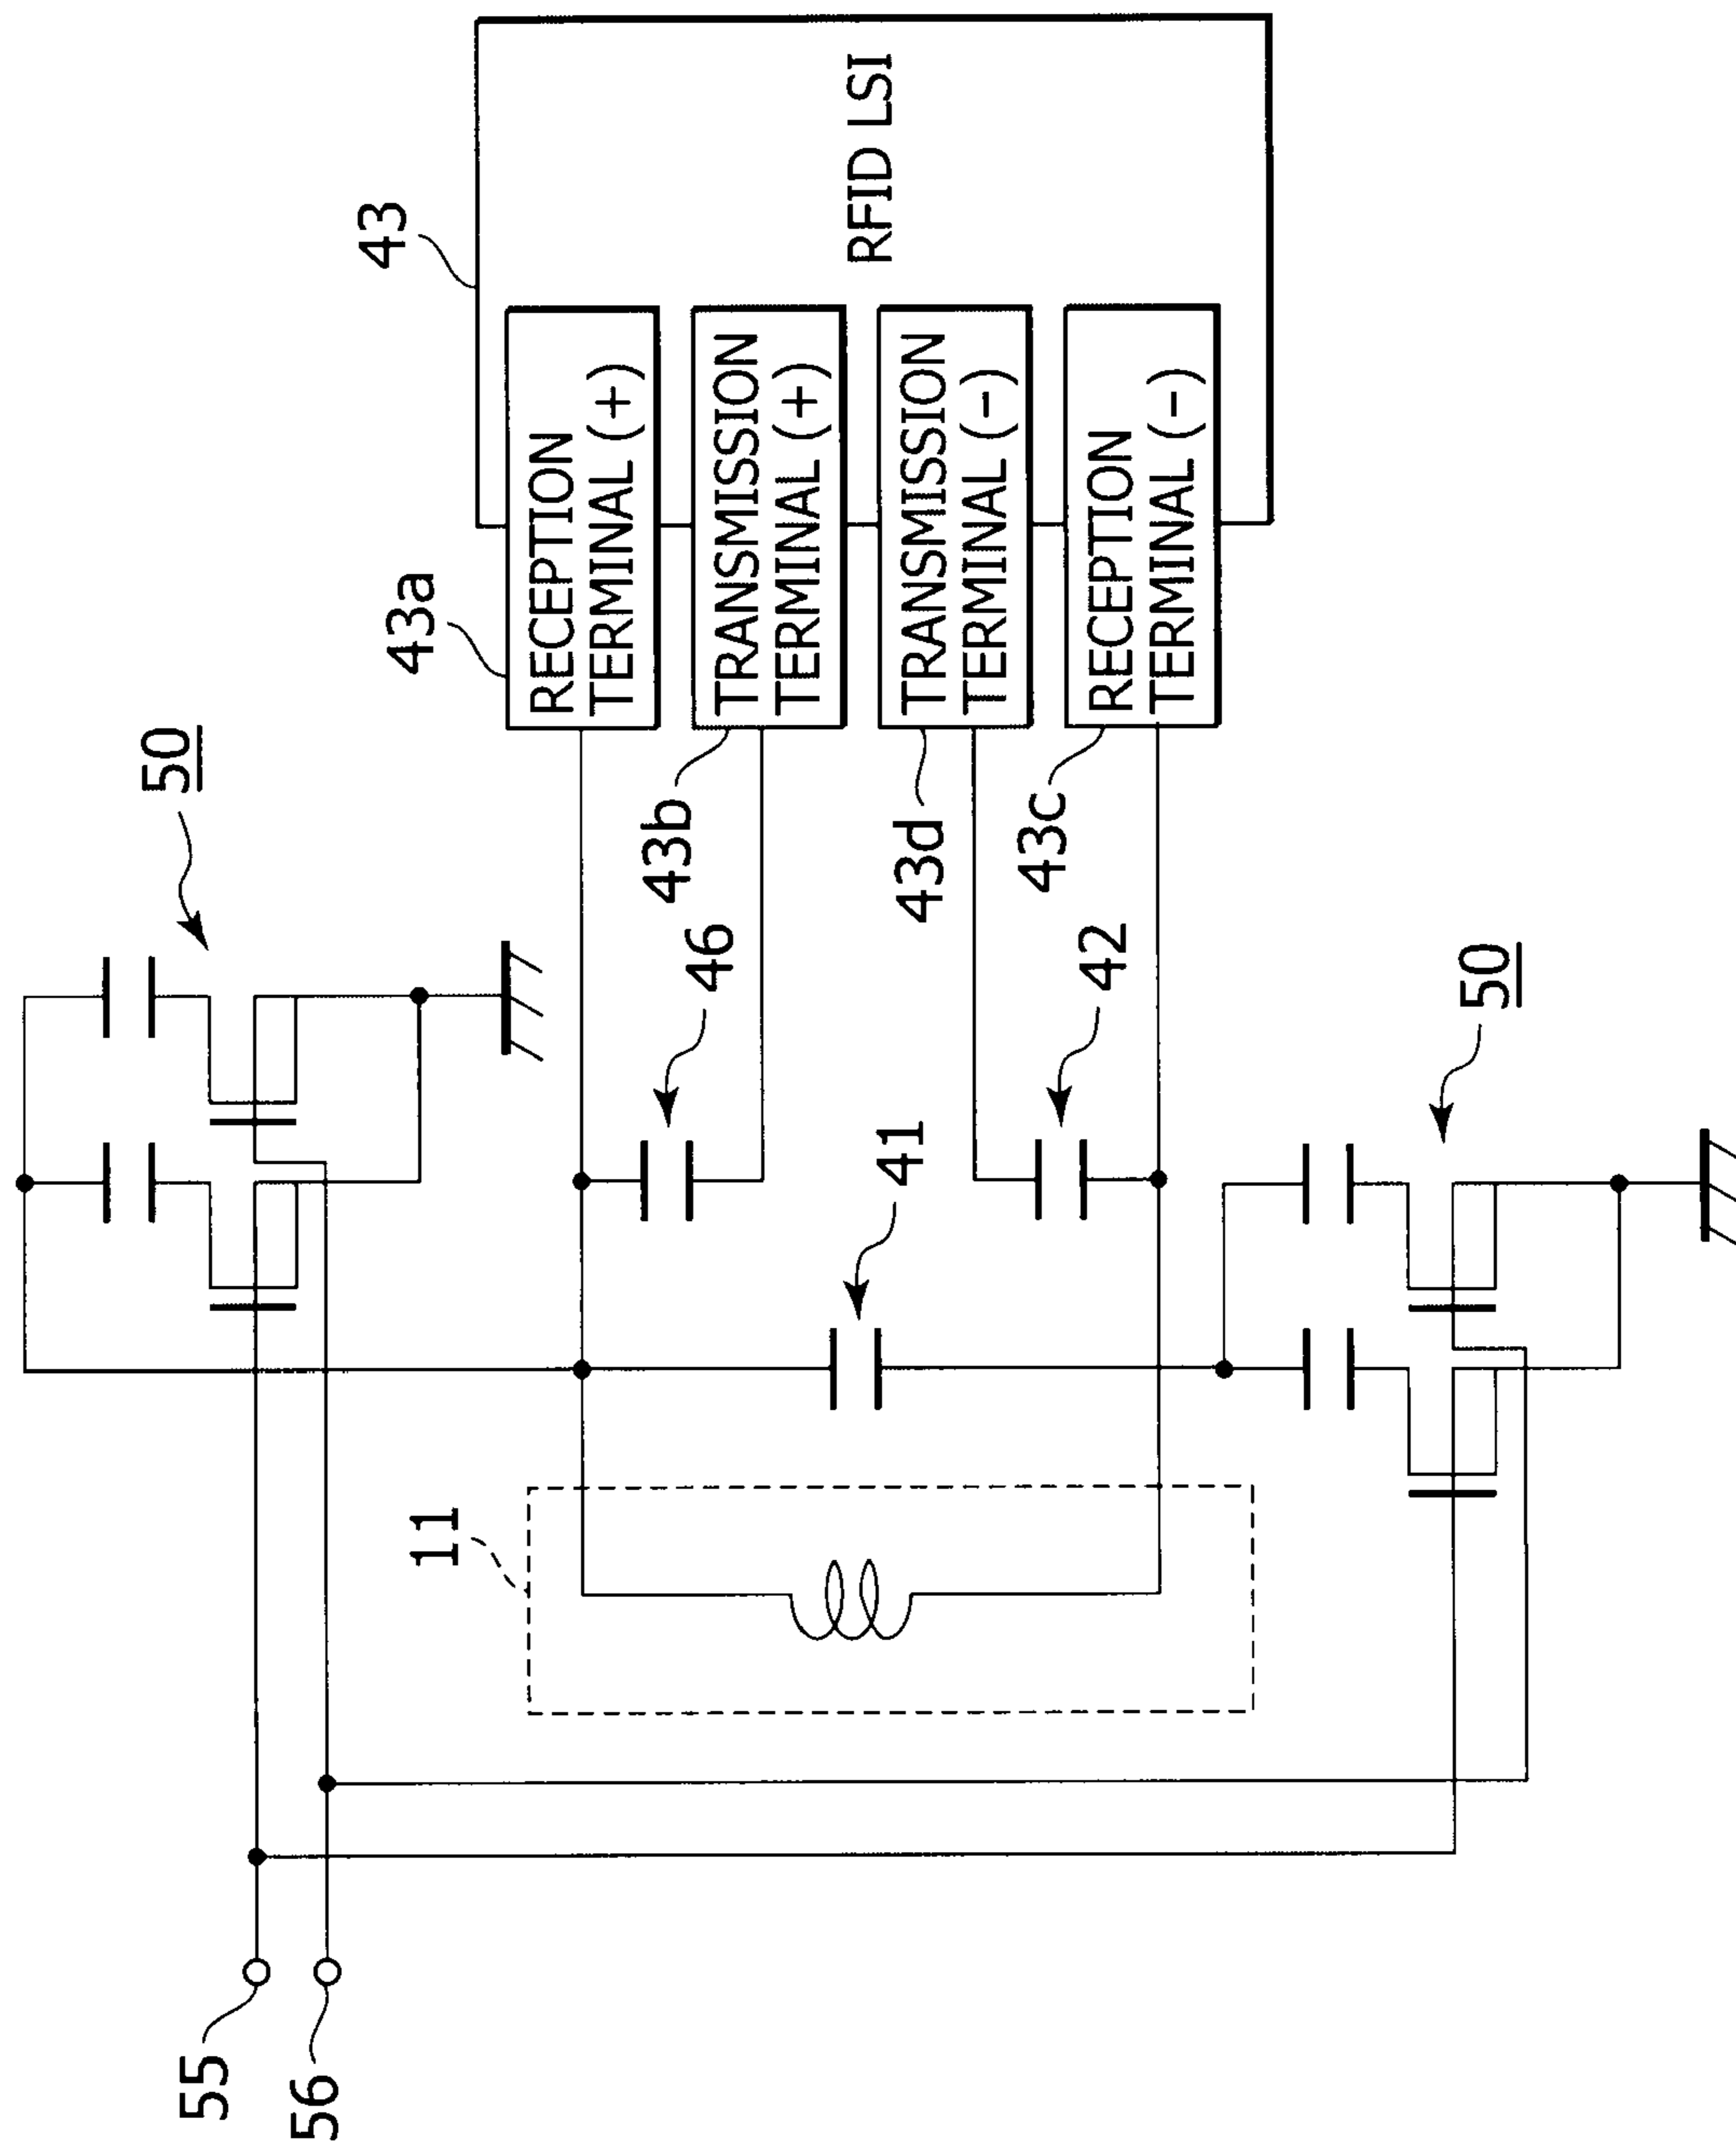 50
43
43a
RECEPTION
TERMINAL (+)
43b
TRANSMISSION
TERMINAL (+)
46
RFID LSI
41
43d
TRANSMISSION
TERMINAL (-)
43c
RECEPTION
TERMINAL (-)
42
11
50
55
56